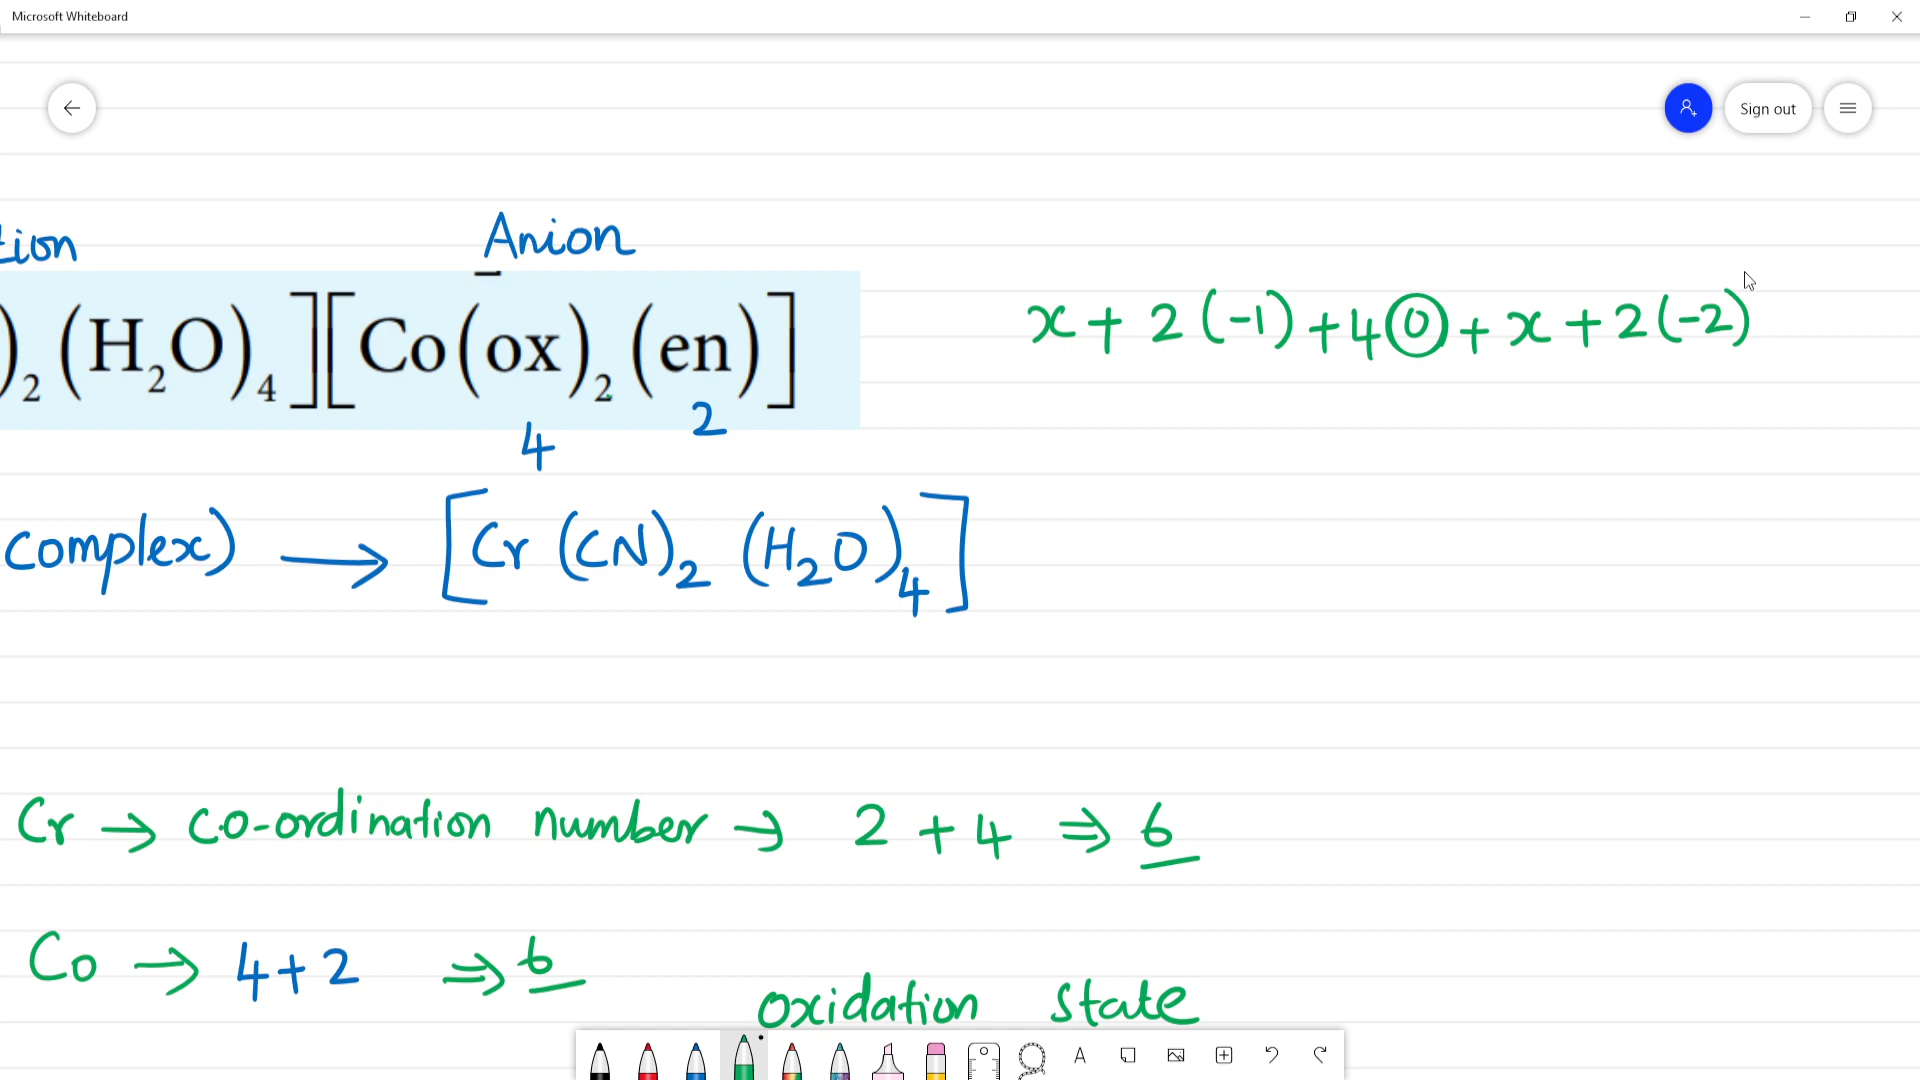 Microsoft Whiteboard
Sign out
tion Anion
)₂(H₂O)₄][Co(ox)₂(en)]
4 2
x + 2(-1) + 4(0) + x + 2(-2)
complex) → [Cr(CN)₂(H₂O)₄]
Cr → co-ordination number → 2 + 4 ⇒ 6
Co → 4+2 ⇒ 6
oxidation state
A